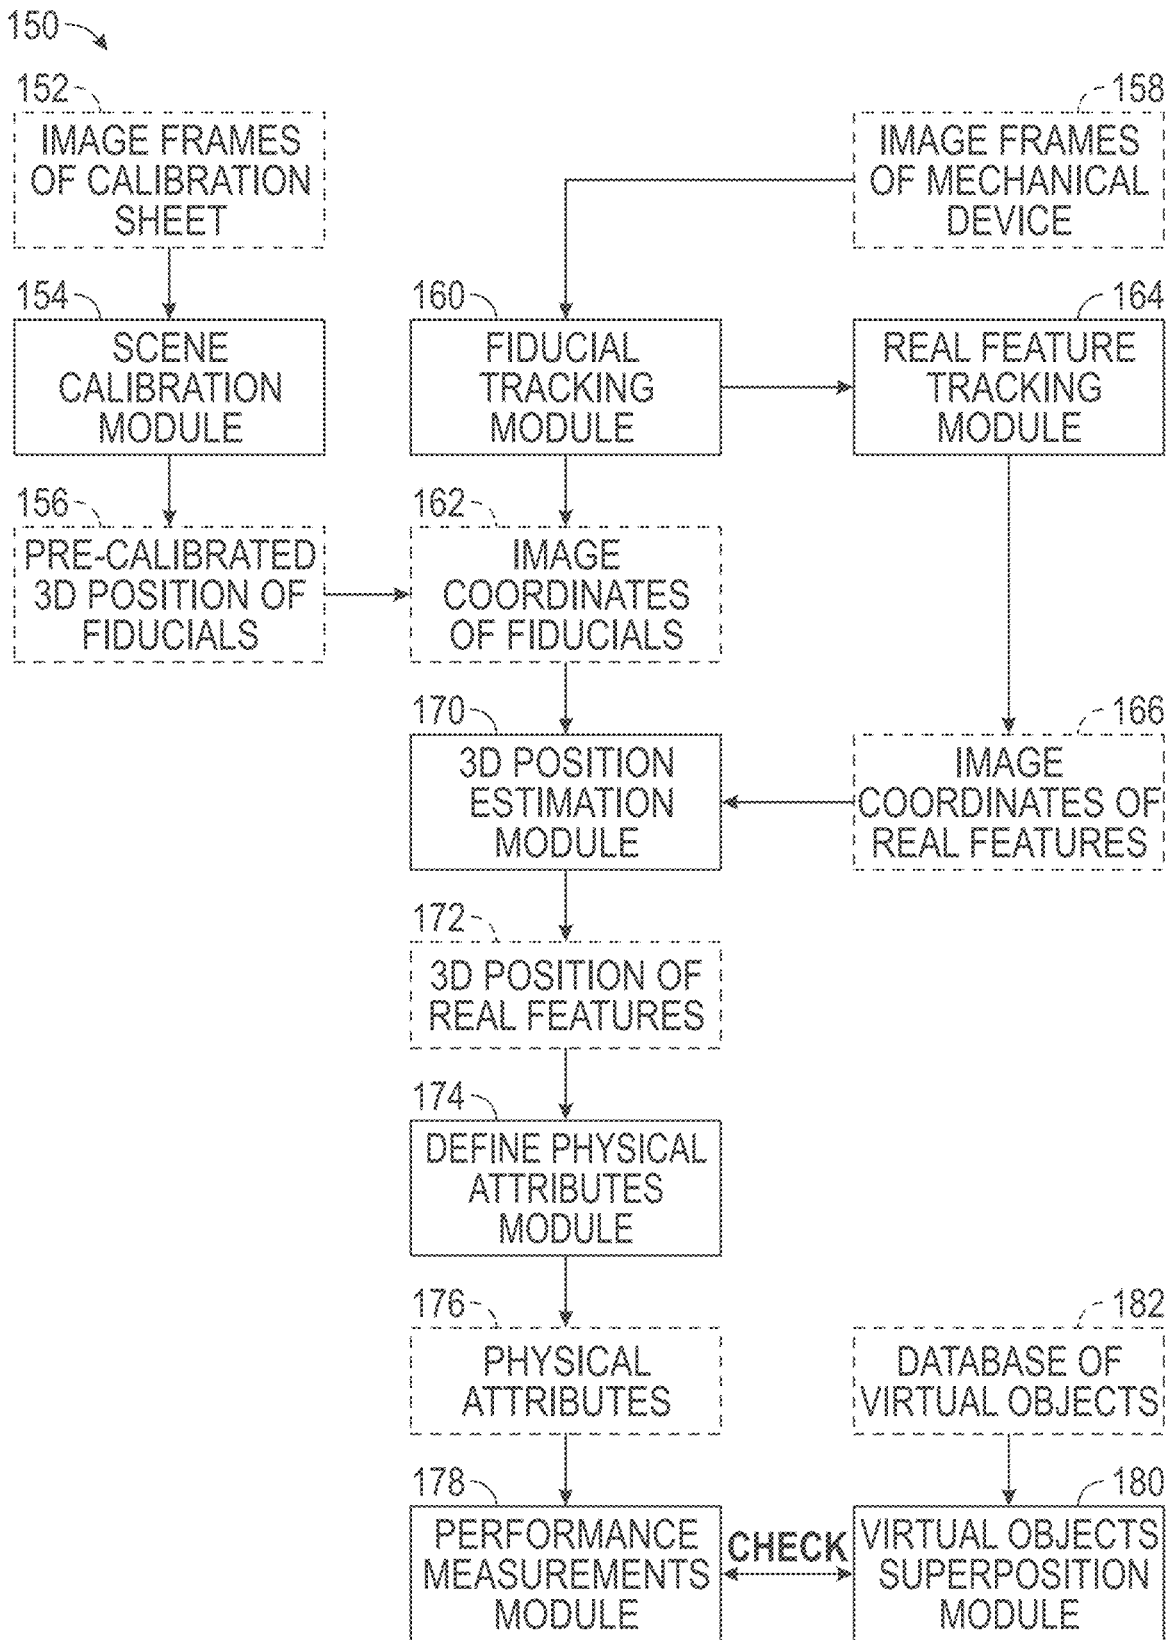 150
152
IMAGE FRAMES
OF CALIBRATION
SHEET
158
IMAGE FRAMES
OF MECHANICAL
DEVICE
154
SCENE
CALIBRATION
MODULE
160
FIDUCIAL
TRACKING
MODULE
164
REAL FEATURE
TRACKING
MODULE
156
PRE-CALIBRATED
3D POSITION OF
FIDUCIALS
162
IMAGE
COORDINATES
OF FIDUCIALS
170
3D POSITION
ESTIMATION
MODULE
166
IMAGE
COORDINATES OF
REAL FEATURES
172
3D POSITION OF
REAL FEATURES
174
DEFINE PHYSICAL
ATTRIBUTES
MODULE
176
PHYSICAL
ATTRIBUTES
182
DATABASE OF
VIRTUAL OBJECTS
178
PERFORMANCE
MEASUREMENTS
MODULE
CHECK
180
VIRTUAL OBJECTS
SUPERPOSITION
MODULE